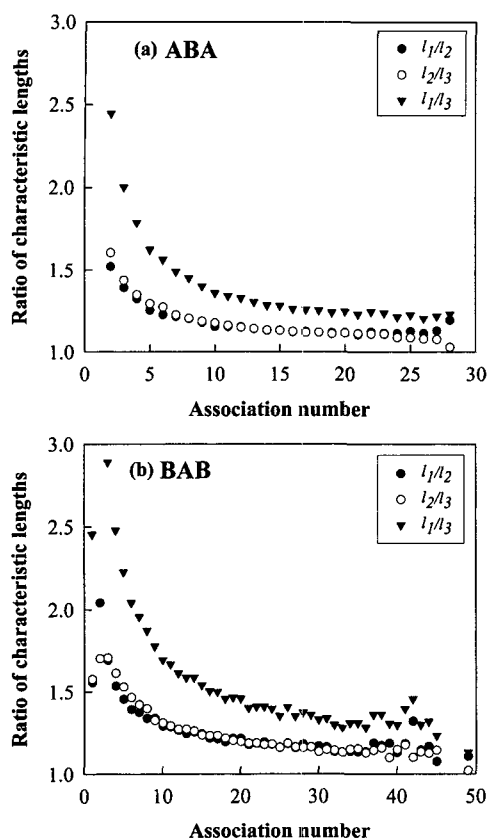 3.0
(a) ABA
l1/l2
l2/l3
l1/l3
2.5
2.0
1.5
1.0
Ratio of characteristic lengths
0 5 10 15 20 25 30
Association number
3.0
(b) BAB
l1/l2
l2/l3
l1/l3
2.5
2.0
1.5
1.0
Ratio of characteristic lengths
0 10 20 30 40 50
Association number